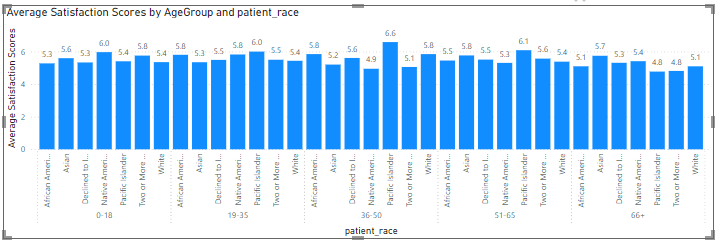 Average Satisfaction Scores by AgeGroup and patient_race
Average Satisfaction Scores
6
4
2
0
5.3 5.6 5.3 6.0 5.4 5.8 5.4 5.8 5.3 5.5 5.8 6.0 5.5 5.4 5.8 5.2 5.6 4.9 6.6 5.1 5.8 5.5 5.8 5.5 5.3 6.1 5.6 5.4 5.1 5.7 5.3 5.4 4.8 4.8 5.1
African Ameri...
Asian
Declined to I...
Native Ameri...
Pacific Islander
Two or More ...
White
African Ameri...
Asian
Declined to I...
Native Ameri...
Pacific Islander
Two or More ...
White
African Ameri...
Asian
Declined to I...
Native Ameri...
Pacific Islander
Two or More ...
White
African Ameri...
Asian
Declined to I...
Native Ameri...
Pacific Islander
Two or More ...
White
African Ameri...
Asian
Declined to I...
Native Ameri...
Pacific Islander
Two or More ...
White
0-18 19-35 36-50 51-65 66+
patient_race